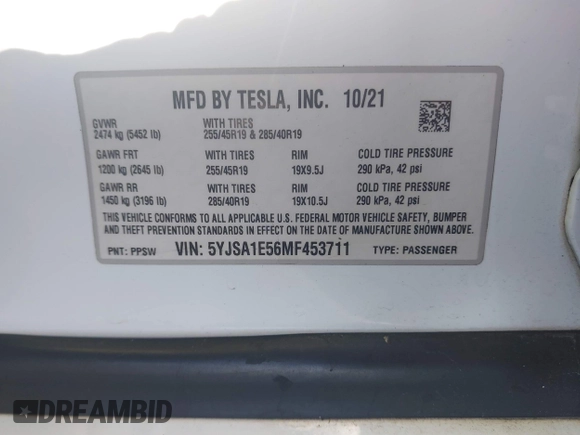 MFD BY TESLA, INC. 10/21
GVWR WITH TIRES
2474 kg (5452 lb) 255/45R19 & 285/40R19
GAWR FRT WITH TIRES RIM COLD TIRE PRESSURE
1200 kg (2645 lb) 255/45R19 19X9.5J 290 kPa, 42 psi
GAWR RR WITH TIRES RIM COLD TIRE PRESSURE
1450 kg (3196 lb) 285/40R19 19X10.5J 290 kPa, 42 psi
THIS VEHICLE CONFORMS TO ALL APPLICABLE U.S. FEDERAL MOTOR VEHICLE SAFETY, BUMPER
AND THEFT PREVENTION STANDARDS IN EFFECT ON THE DATE OF MANUFACTURE SHOWN ABOVE.
PNT: PPSW VIN: 5YJSA1E56MF453711 TYPE: PASSENGER
DREAMBID